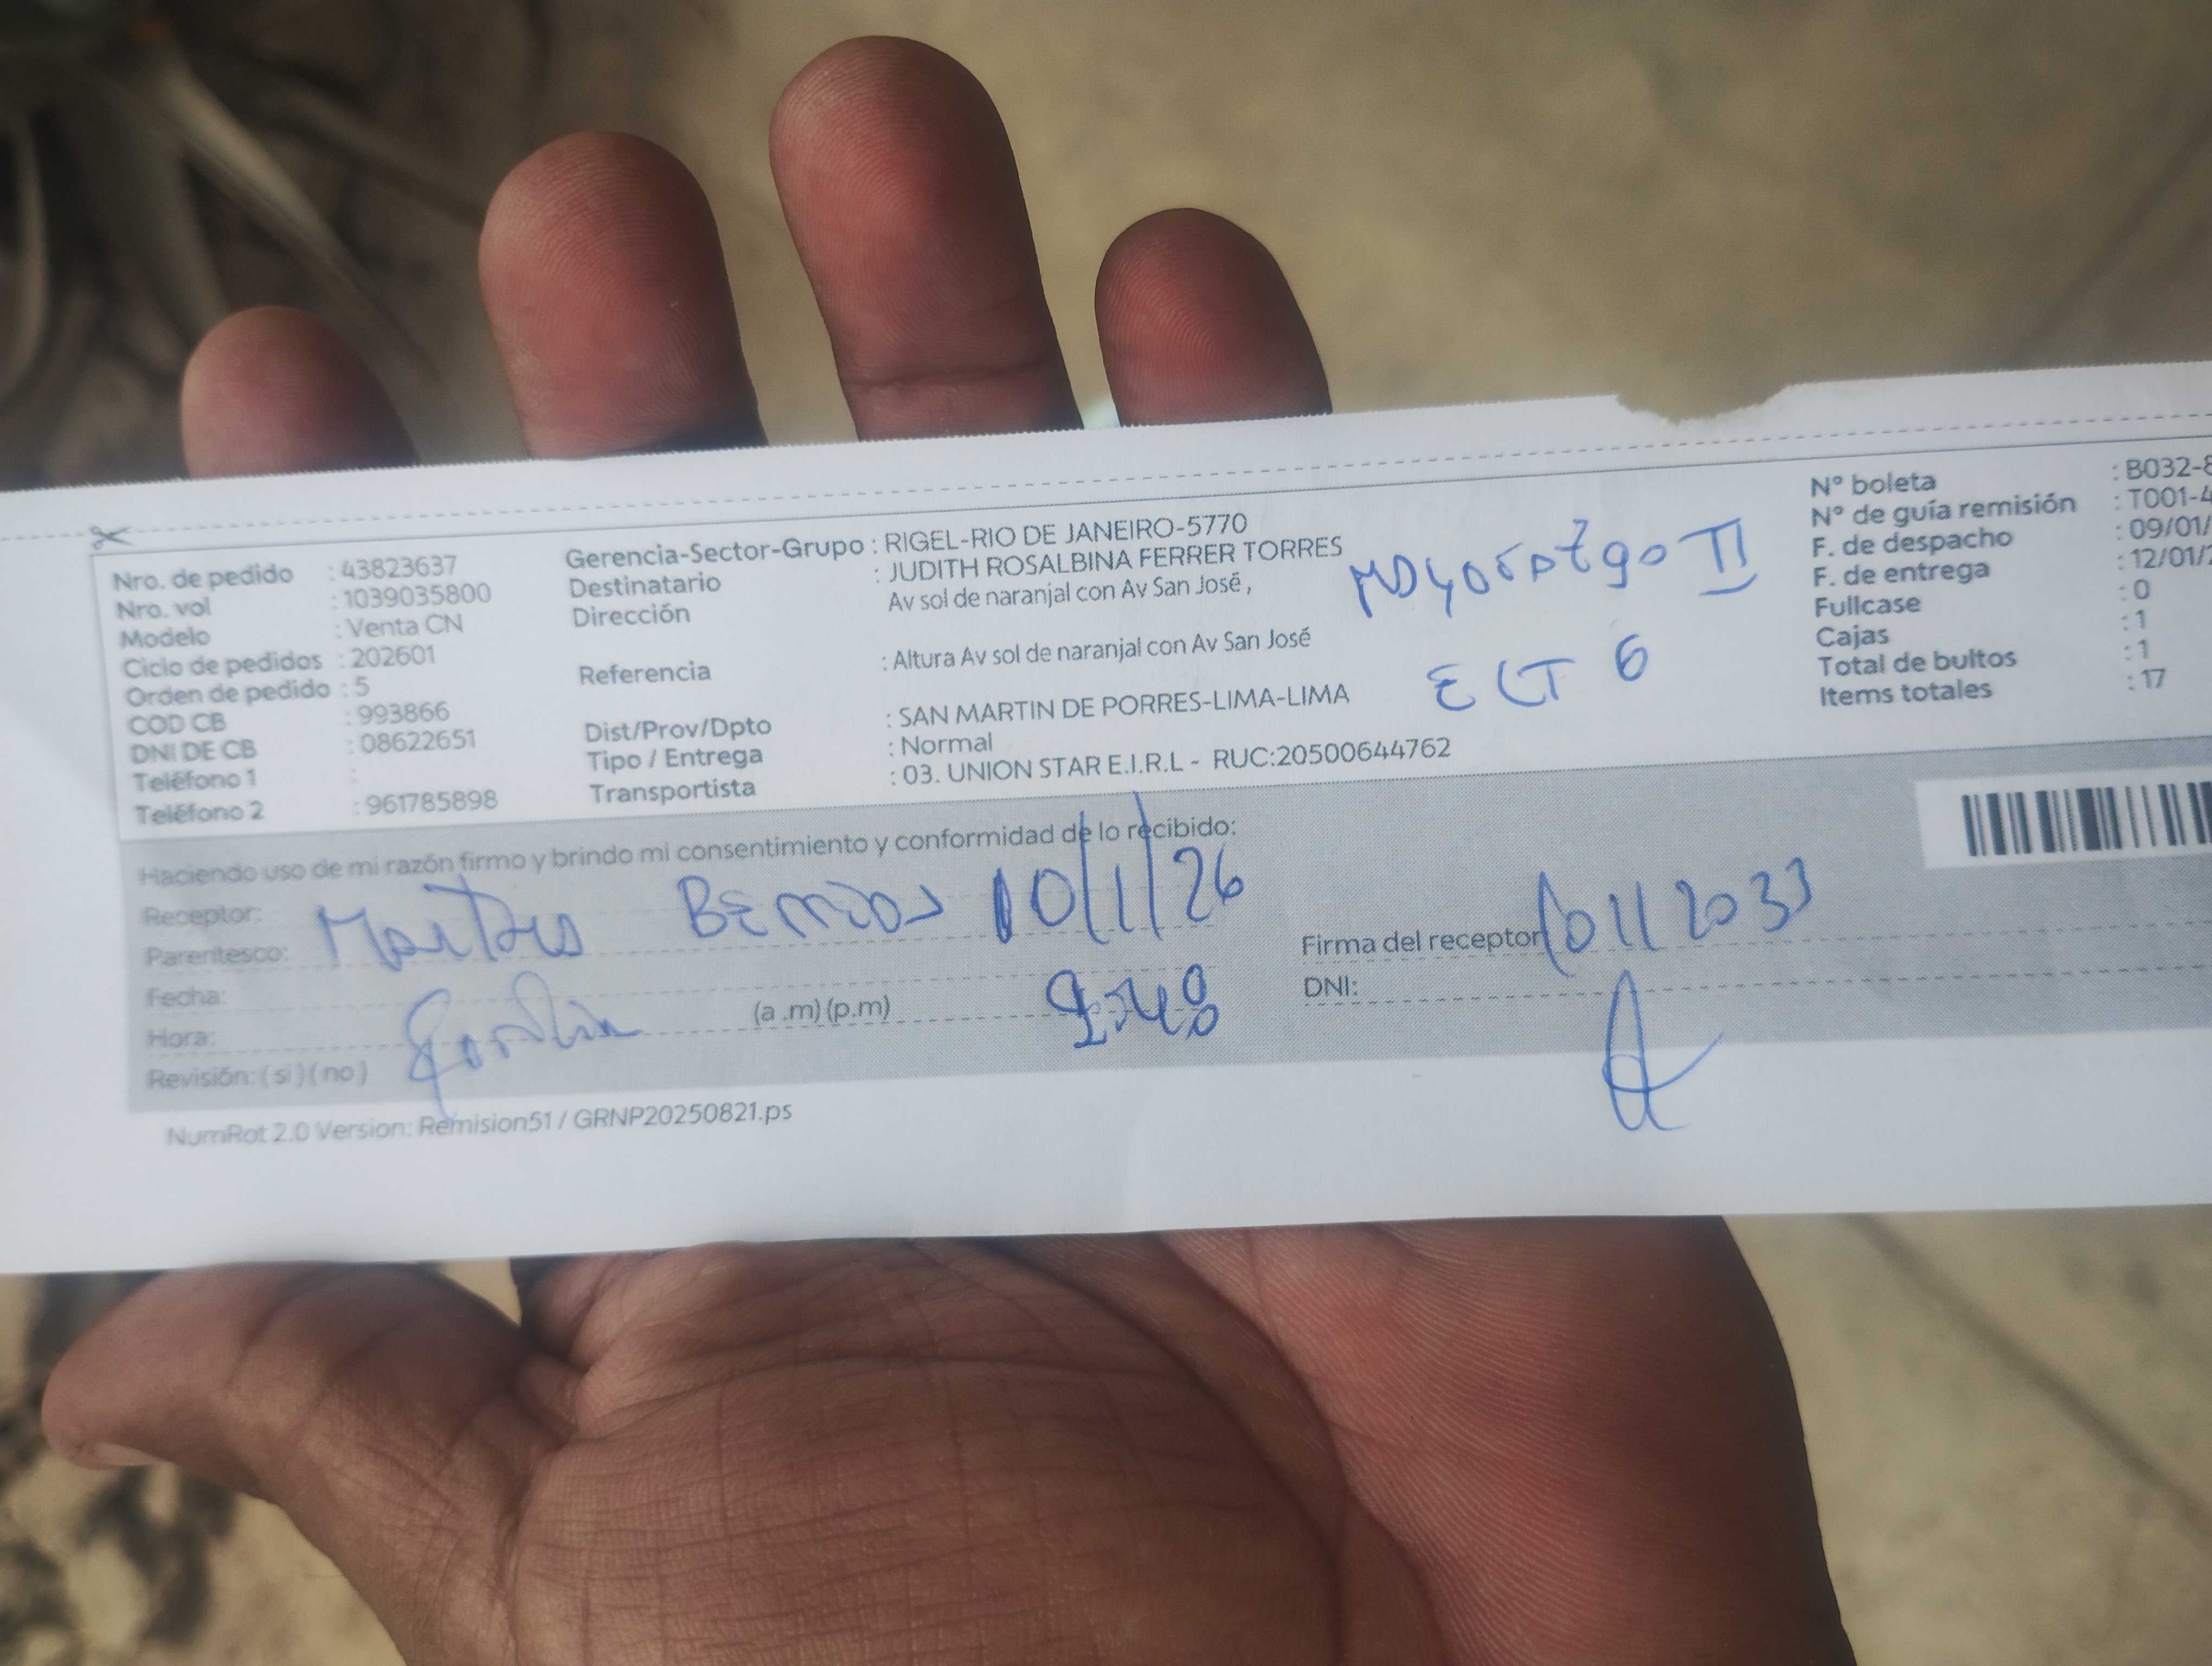 Nro. de pedido : 43823637
Nro. vol : 1039035800
Modelo : Venta CN
Ciclo de pedidos : 202601
Orden de pedido : 5
COD CB : 993866
DNI DE CB : 08622651
Teléfono 1 :
Teléfono 2 : 961785898
Gerencia-Sector-Grupo : RIGEL-RIO DE JANEIRO-5770
Destinatario : JUDITH ROSALBINA FERRER TORRES
Dirección Av sol de naranjal con Av San José,
Referencia : Altura Av sol de naranjal con Av San José
Dist/Prov/Dpto : SAN MARTIN DE PORRES-LIMA-LIMA
Tipo / Entrega : Normal
Transportista : 03. UNION STAR E.I.R.L - RUC:20500644762
II
LT 6
N° boleta : B032-8
N° de guía remisión : T001-4
F. de despacho : 09/01/
F. de entrega : 12/01/2
Fullcase : 0
Cajas : 1
Total de bultos : 1
Items totales : 17
Haciendo uso de mi razón firmo y brindo mi consentimiento y conformidad de lo recibido:
Receptor: 10/1/26
Parentesco:
Fecha:
Hora: (a.m)(p.m)
Revisión: (si)(no)
Firma del receptor
DNI:
NumRot 2.0 Version: Remision51 / GRNP20250821.ps